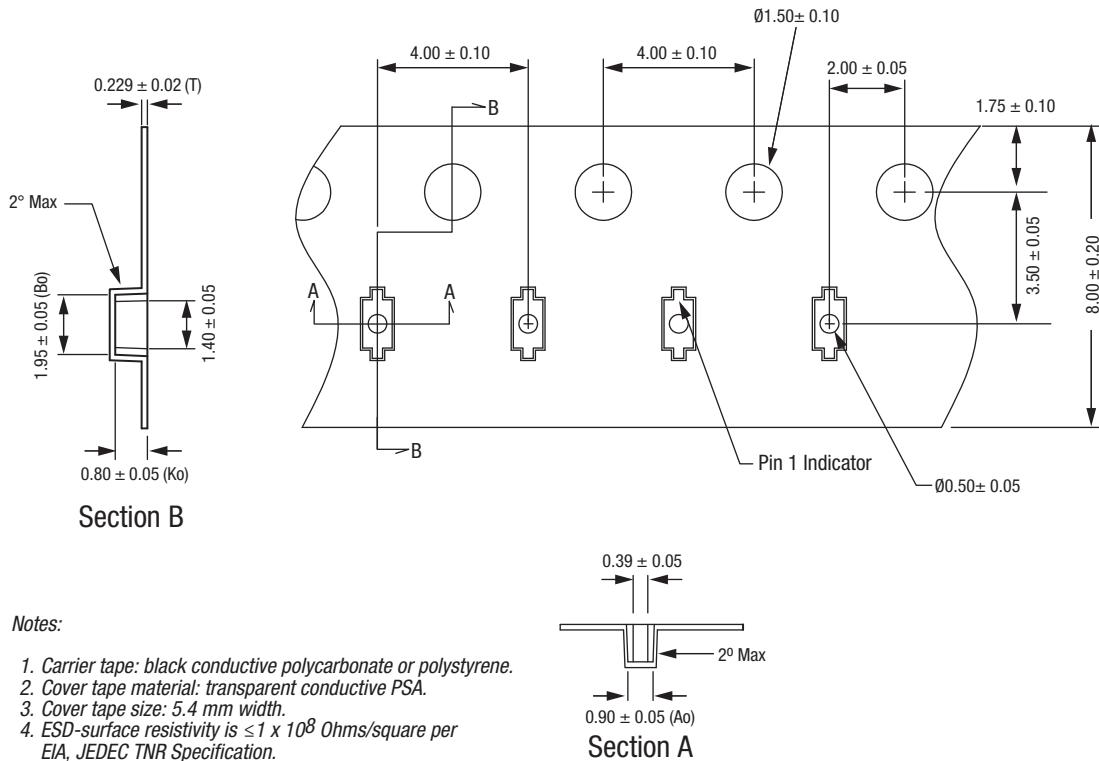 Ø1.50± 0.10
4.00 ± 0.10
4.00 ± 0.10
2.00 ± 0.05
0.229 ± 0.02 (T)
1.75 ± 0.10
B
2° Max
3.50 ± 0.05
8.00 ± 0.20
A
A
1.95 ± 0.05 (Bo)
1.40 ± 0.05
B
Pin 1 Indicator
0.80 ± 0.05 (Ko)
Ø0.50± 0.05
Section B
0.39 ± 0.05
Notes:
2º Max
1. Carrier tape: black conductive polycarbonate or polystyrene.
2. Cover tape material: transparent conductive PSA.
3. Cover tape size: 5.4 mm width.
4. ESD-surface resistivity is ≤1 x 10⁸ Ohms/square per
EIA, JEDEC TNR Specification.
0.90 ± 0.05 (Ao)
Section A